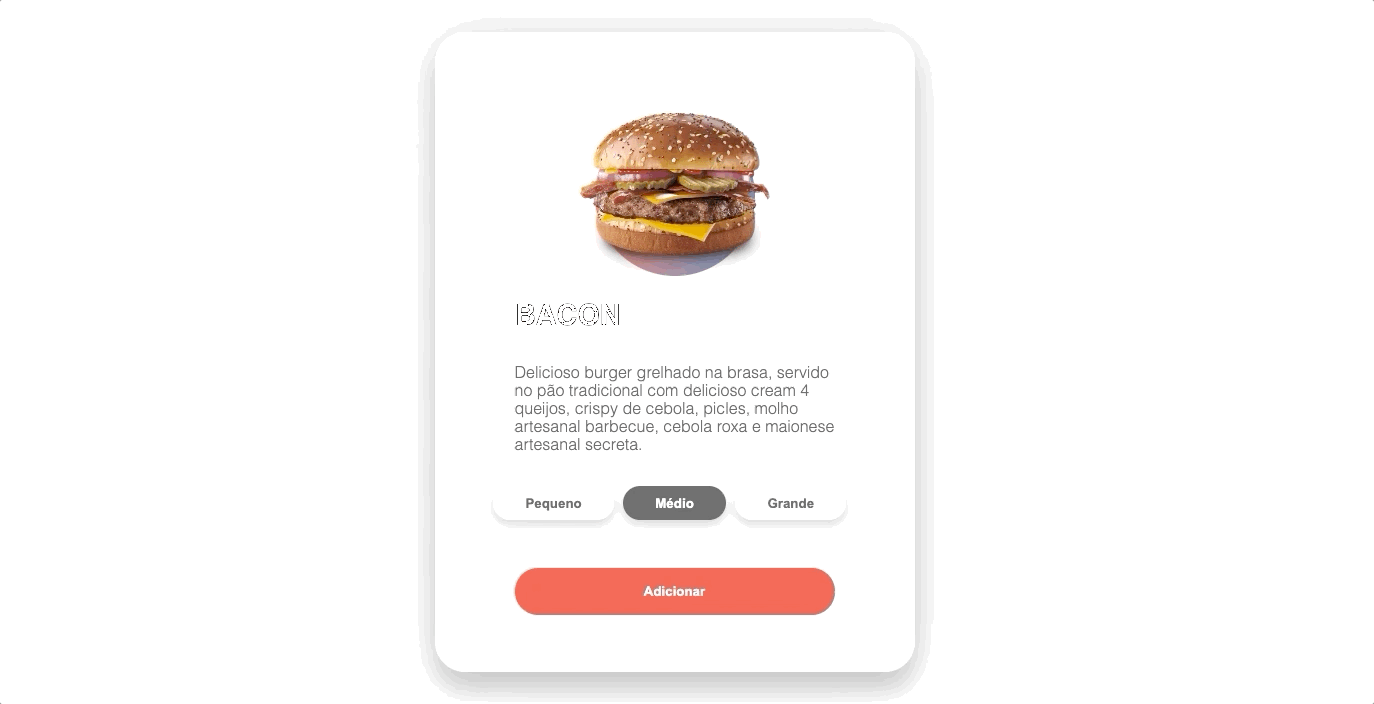 BACON
Delicioso burger grelhado na brasa, servido
no pão tradicional com delicioso cream 4
queijos, crispy de cebola, picles, molho
artesanal barbecue, cebola roxa e maionese
artesanal secreta.
Pequeno Médio Grande
Adicionar